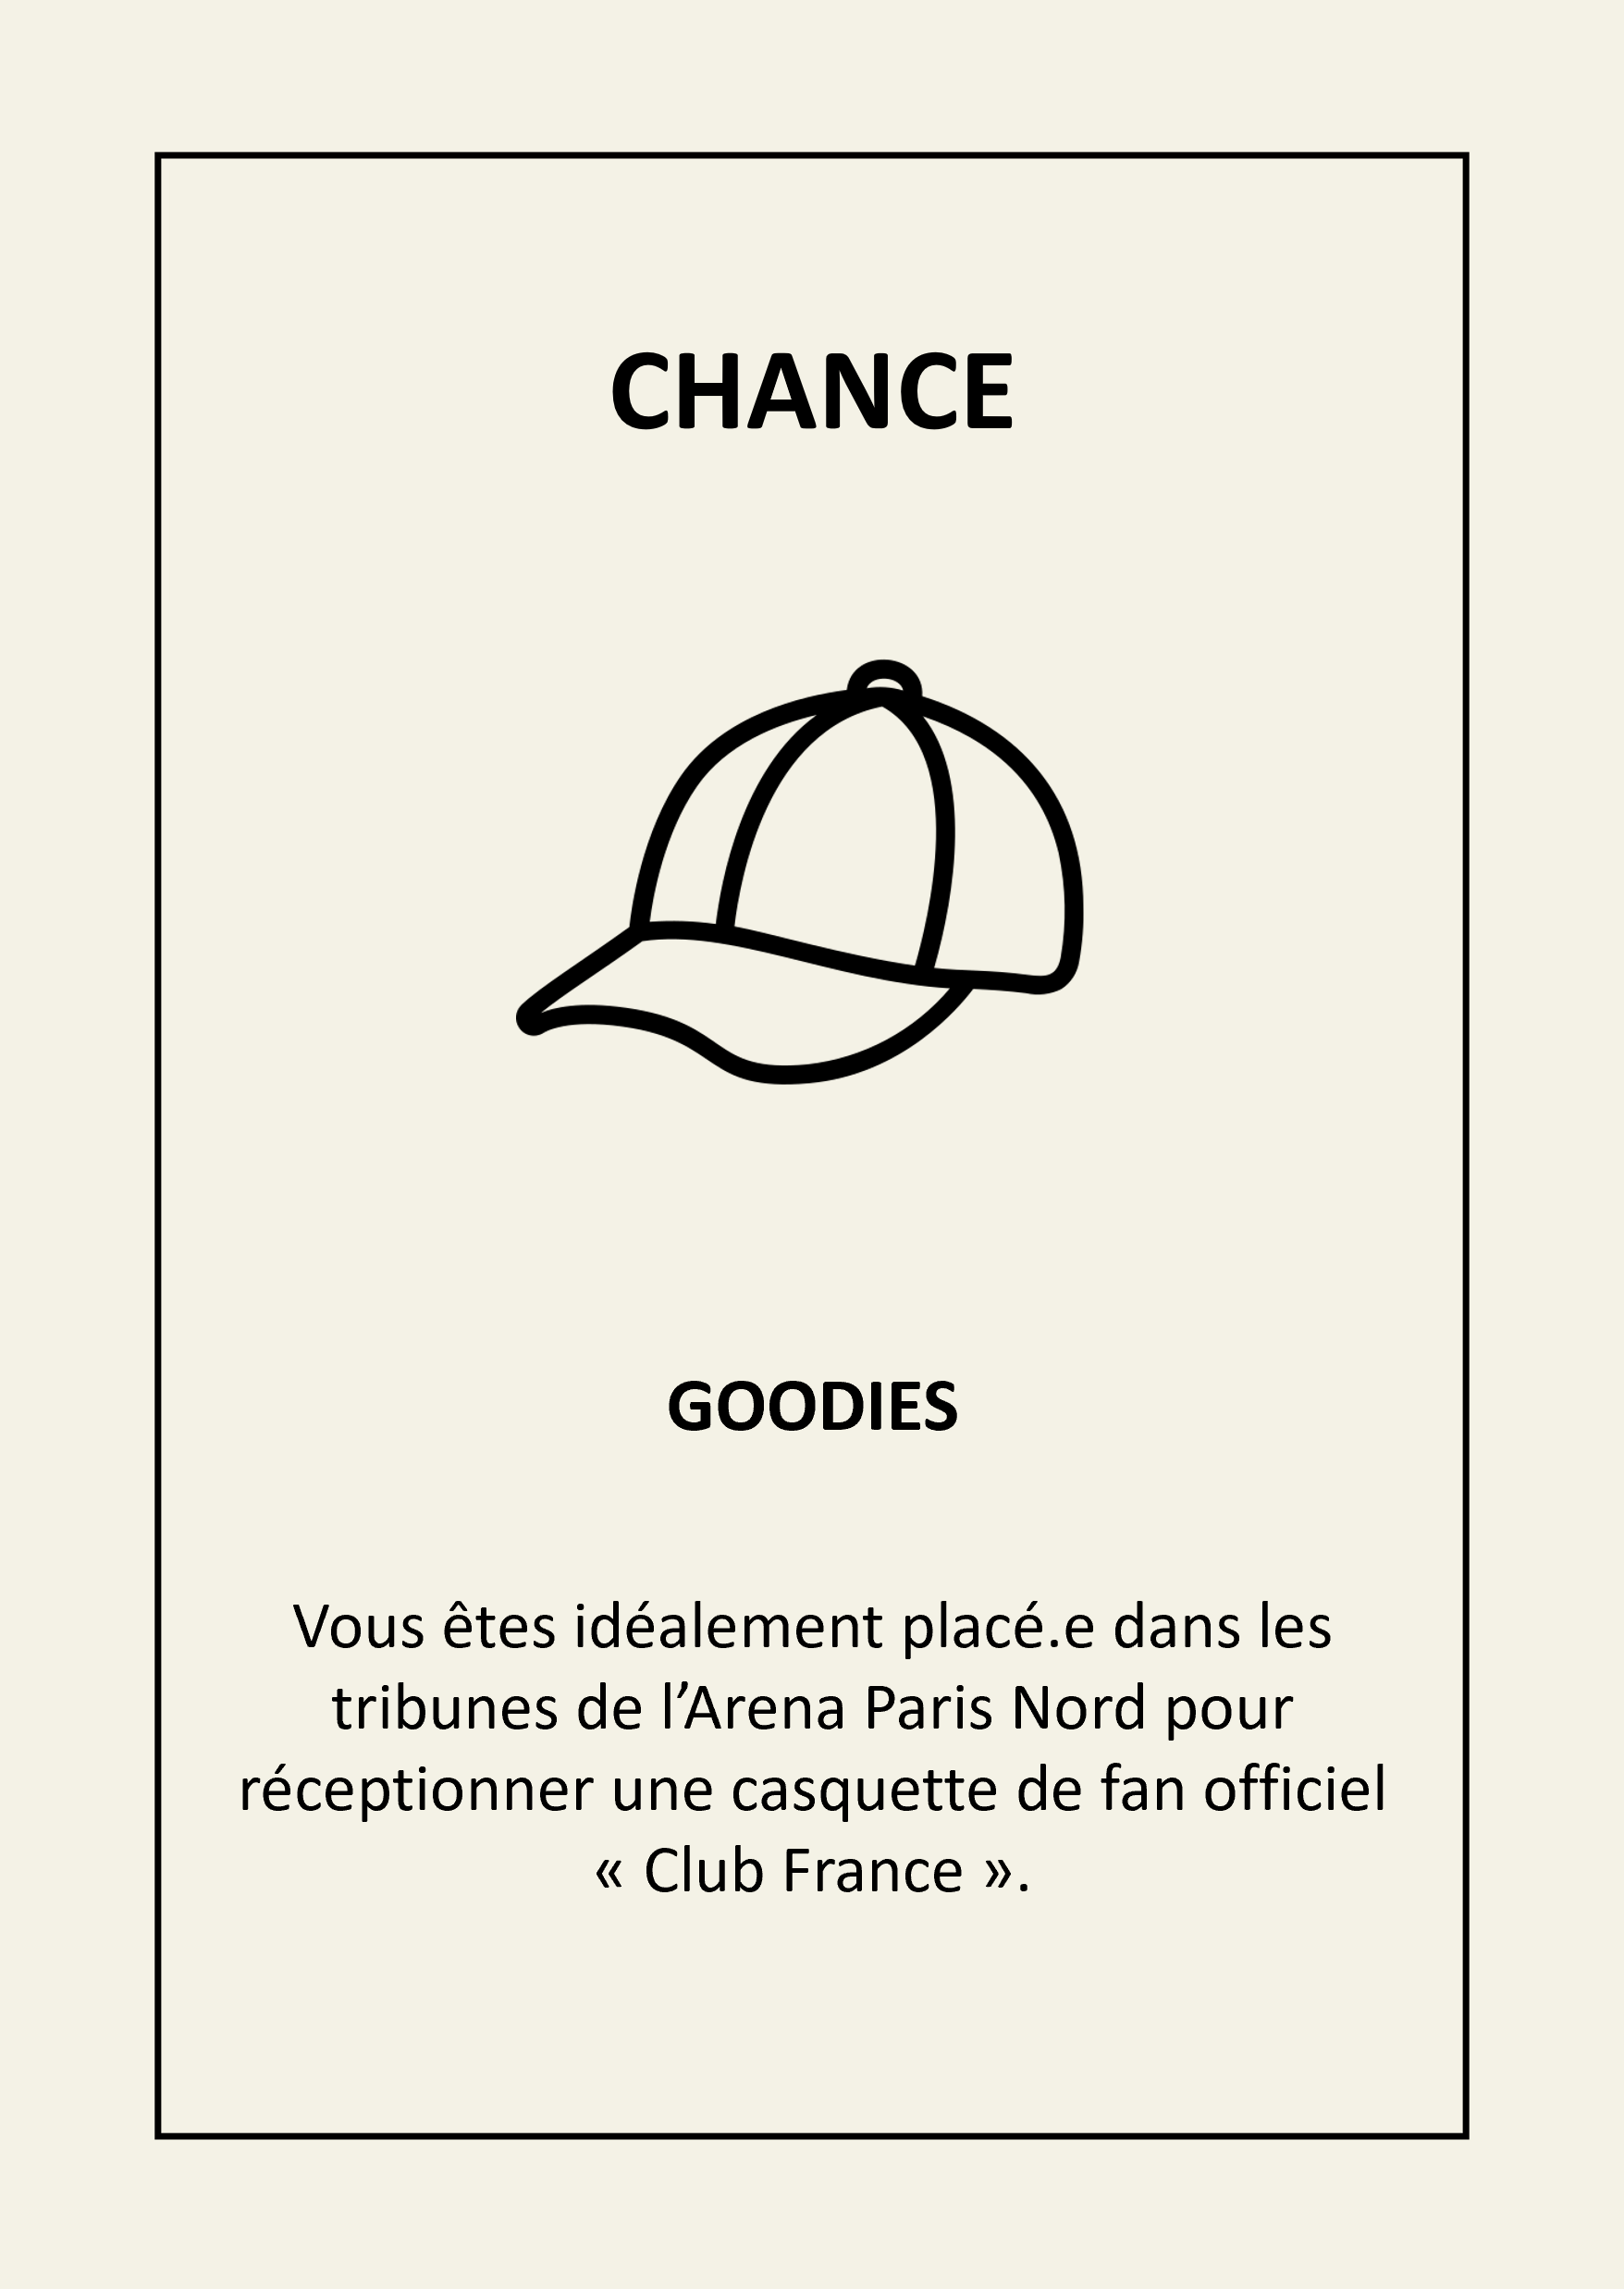 CHANCE
GOODIES
Vous êtes idéalement placé.e dans les
tribunes de l’Arena Paris Nord pour
réceptionner une casquette de fan officiel
« Club France ».